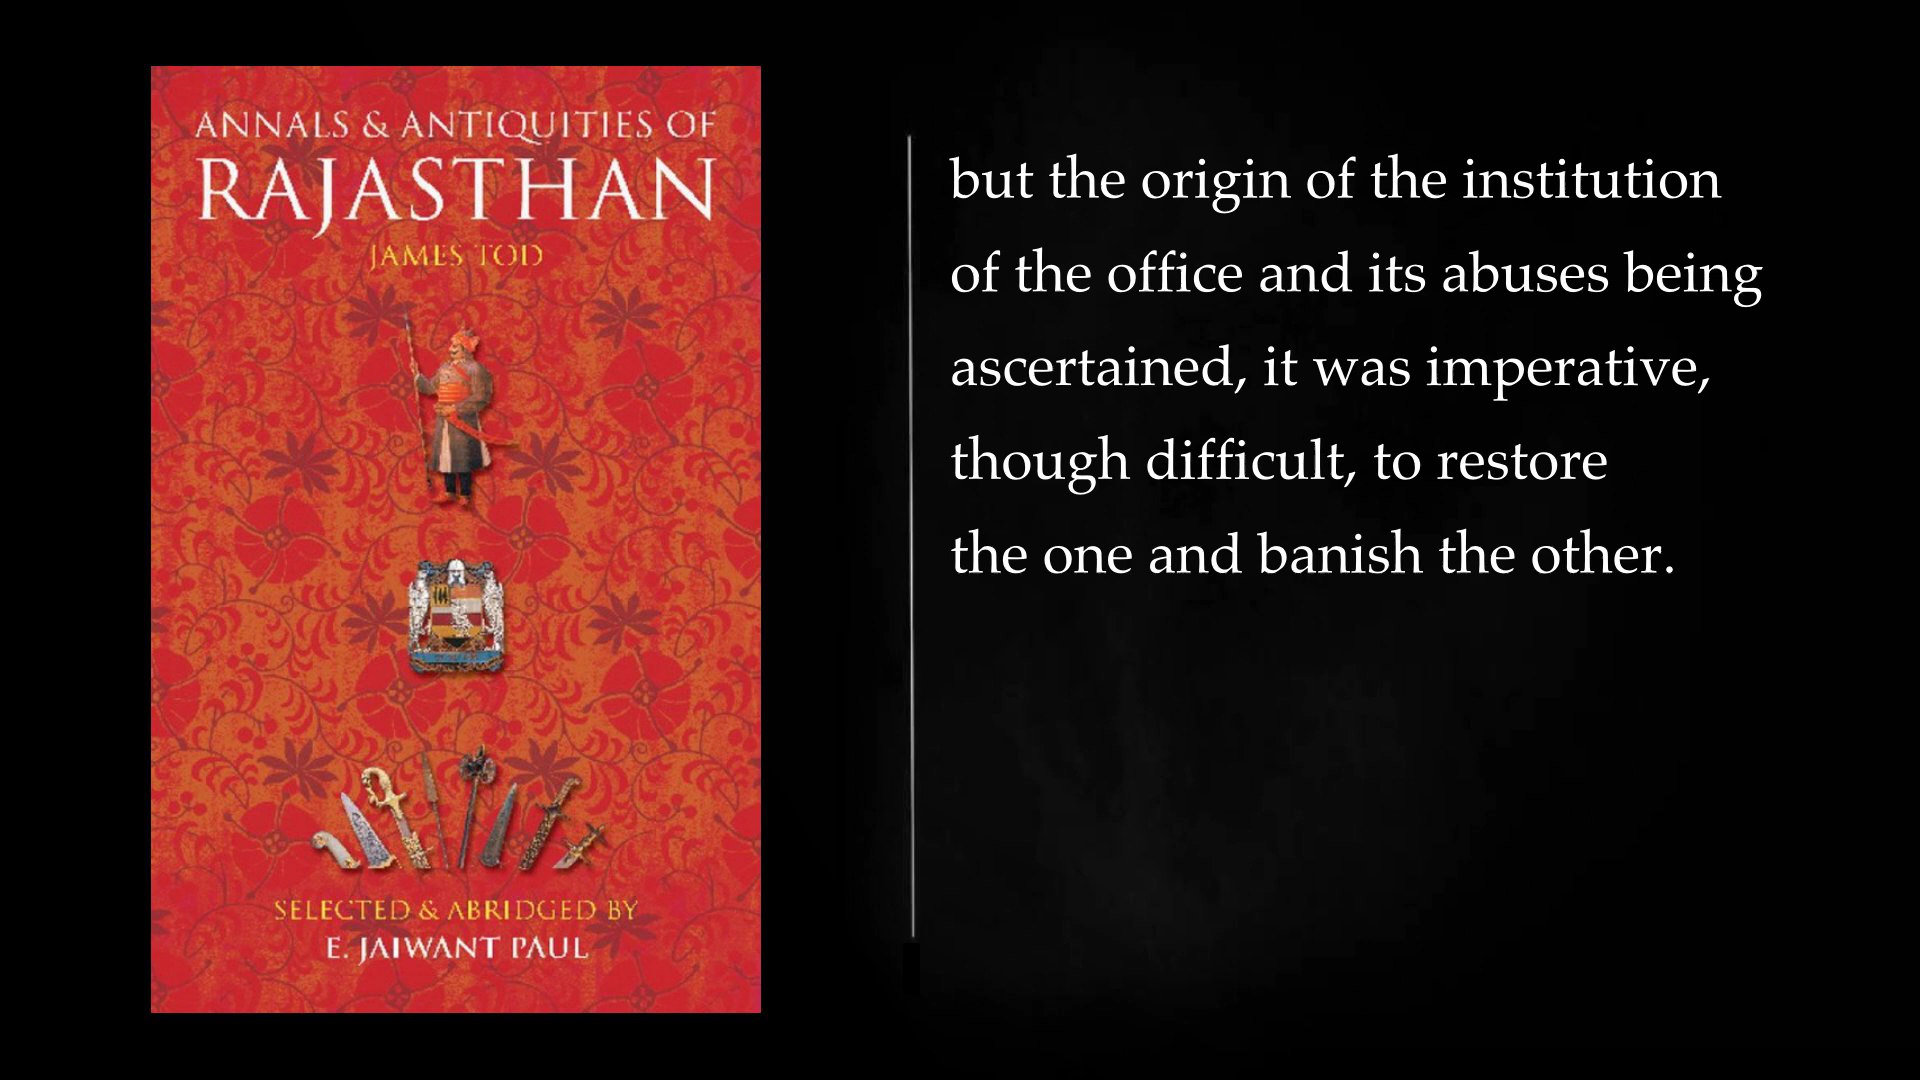 ANNALS & ANTIQUITIES OF
RAJASTHAN
JAMES TOD
SELECTED & ABRIDGED BY
E. JAIWANT PAUL
but the origin of the institution
of the office and its abuses being
ascertained, it was imperative,
though difficult, to restore
the one and banish the other.